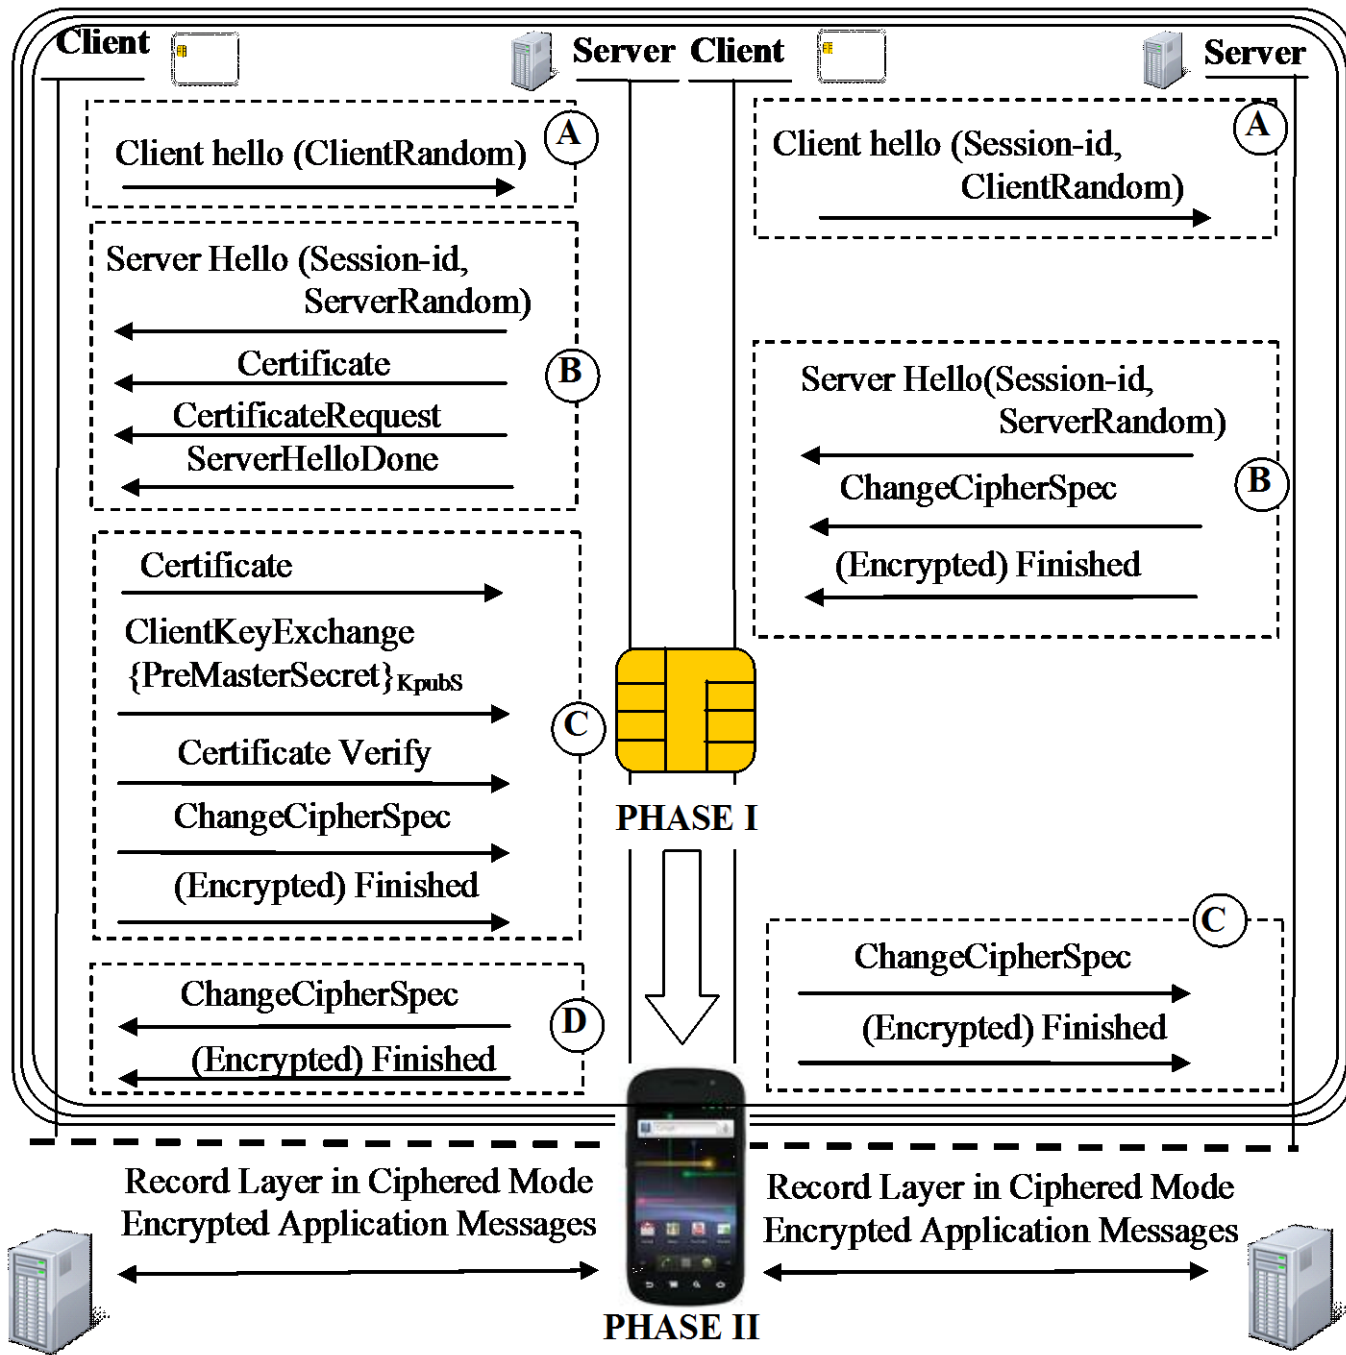 Client
Server
Client
Server
A
Client hello (ClientRandom)
Server Hello (Session-id,
ServerRandom)
Certificate
B
CertificateRequest
ServerHelloDone
Certificate
ClientKeyExchange
{PreMasterSecret}KpubS
C
Certificate Verify
ChangeCipherSpec
(Encrypted) Finished
ChangeCipherSpec
D
(Encrypted) Finished
A
Client hello (Session-id,
ClientRandom)
Server Hello(Session-id,
ServerRandom)
B
ChangeCipherSpec
(Encrypted) Finished
C
ChangeCipherSpec
(Encrypted) Finished
PHASE I
Record Layer in Ciphered Mode
Encrypted Application Messages
Record Layer in Ciphered Mode
Encrypted Application Messages
PHASE II